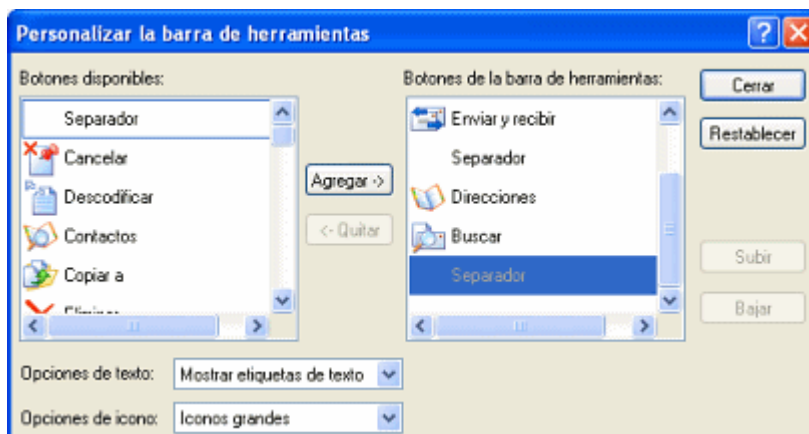 Personalizar la barra de herramientas
Botones disponibles:
Separador
Cancelar
Descodificar
Contactos
Copiar a
Eliminar
Agregar ->
<- Quitar
Botones de la barra de herramientas:
Enviar y recibir
Separador
Direcciones
Buscar
Separador
Cerrar
Restablecer
Subir
Bajar
Opciones de texto: Mostrar etiquetas de texto
Opciones de icono: Iconos grandes